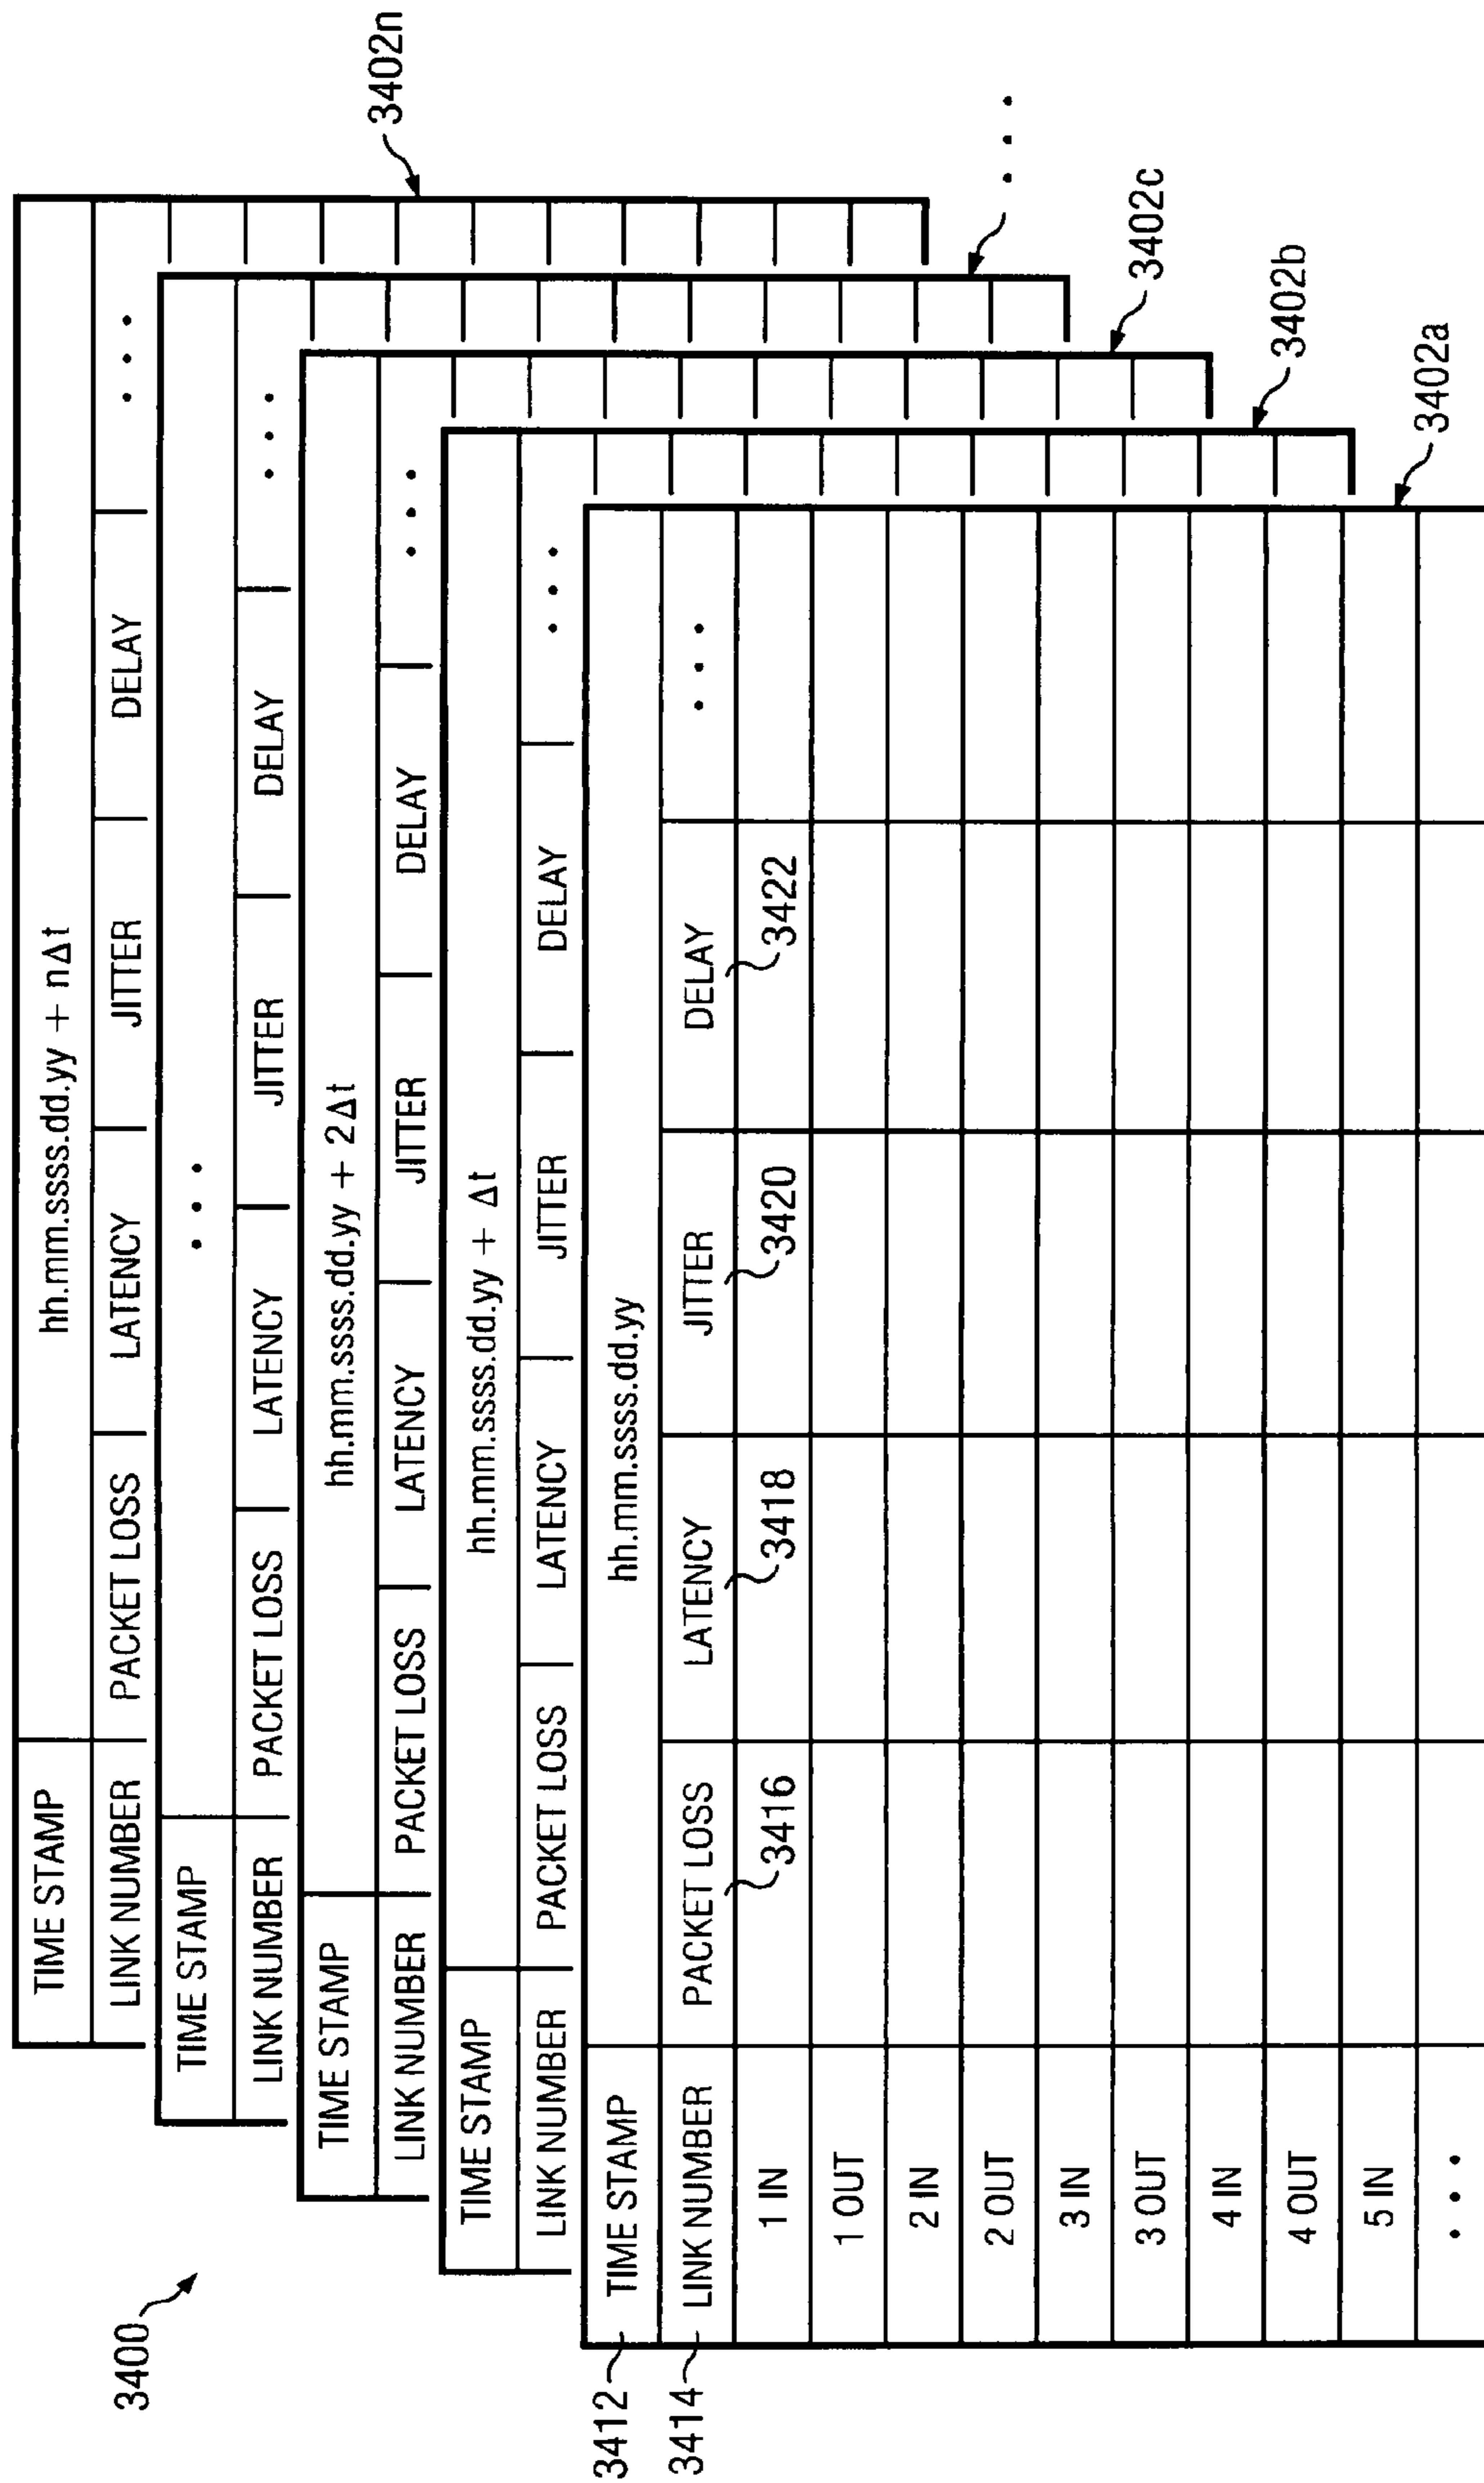 3400
TIME STAMP hh.mm.ssss.dd.yy + nΔt
LINK NUMBER PACKET LOSS LATENCY JITTER DELAY • • •
3402n
TIME STAMP • • •
LINK NUMBER PACKET LOSS LATENCY JITTER DELAY • • •
• • •
TIME STAMP hh.mm.ssss.dd.yy + 2Δt
LINK NUMBER PACKET LOSS LATENCY JITTER DELAY • • •
3402c
TIME STAMP hh.mm.ssss.dd.yy + Δt
LINK NUMBER PACKET LOSS LATENCY JITTER DELAY • • •
3402b
3412 TIME STAMP hh.mm.ssss.dd.yy
3414 LINK NUMBER PACKET LOSS LATENCY JITTER DELAY • • •
1 IN 3416 3418 3420 3422
1 OUT
2 IN
2 OUT
3 IN
3 OUT
4 IN
4 OUT
5 IN
3402a
• • •